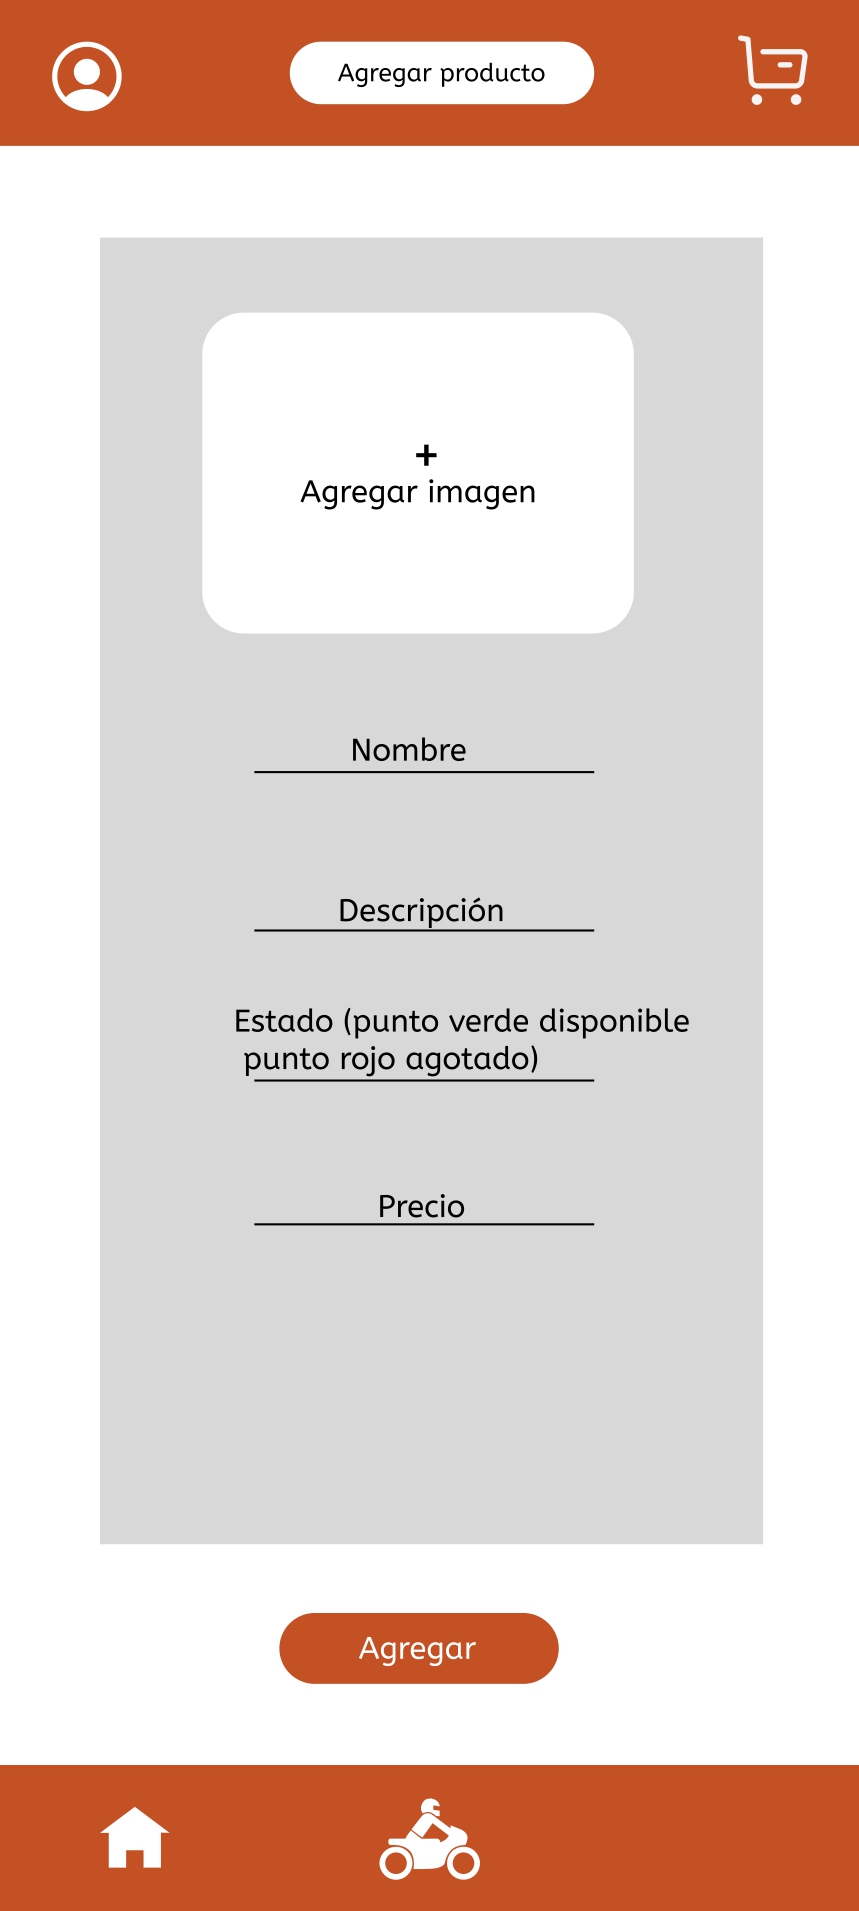 Agregar producto
+
Agregar imagen
Nombre
Descripción
Estado (punto verde disponible
punto rojo agotado)
Precio
Agregar